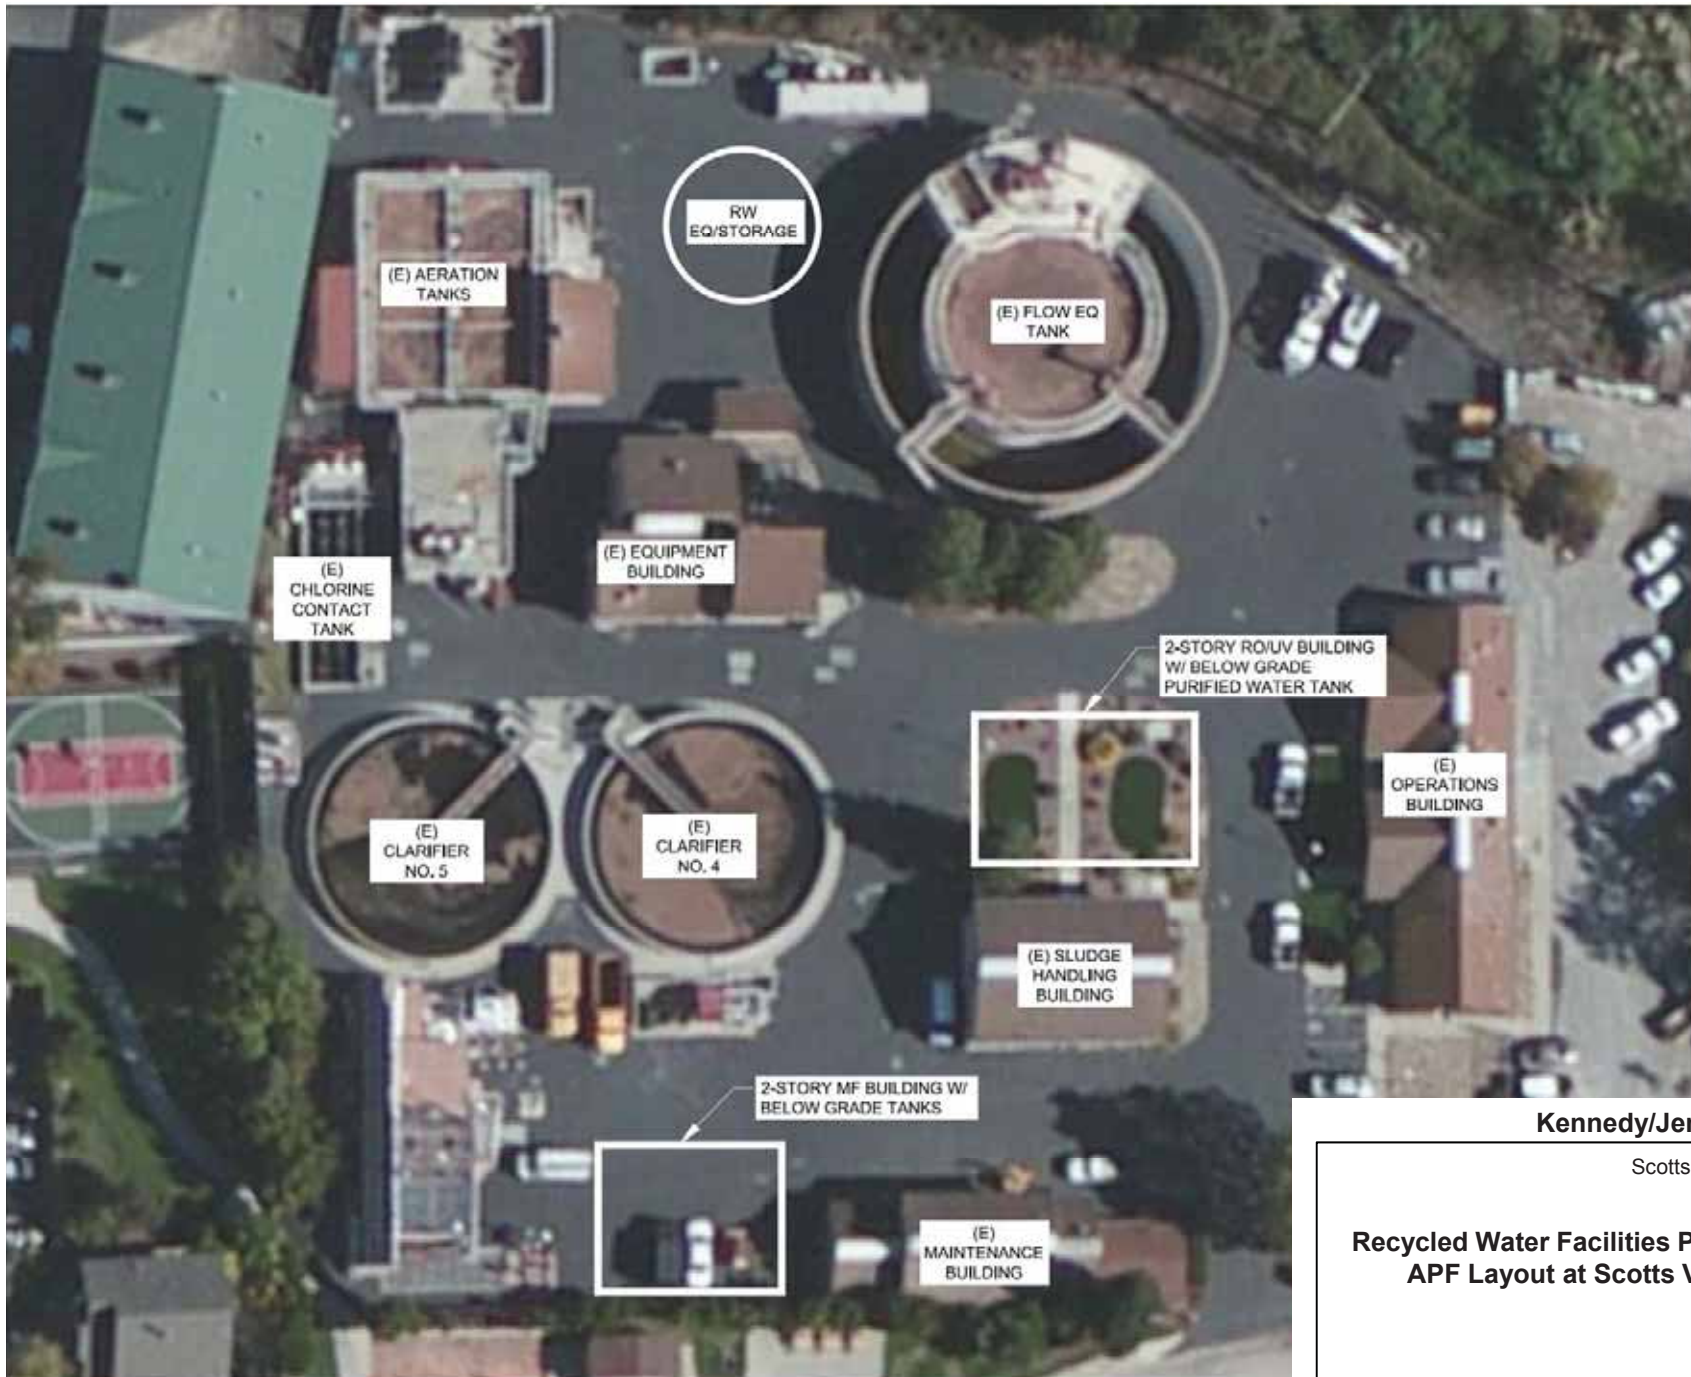 RW
EQ/STORAGE
(E) AERATION
TANKS
(E) FLOW EQ
TANK
(E) EQUIPMENT
BUILDING
(E)
CHLORINE
CONTACT
TANK
2-STORY RO/UV BUILDING
W/ BELOW GRADE
PURIFIED WATER TANK
(E)
OPERATIONS
BUILDING
(E)
CLARIFIER
NO. 5
(E)
CLARIFIER
NO. 4
(E) SLUDGE
HANDLING
BUILDING
2-STORY MF BUILDING W/
BELOW GRADE TANKS
(E)
MAINTENANCE
BUILDING
Kennedy/Jen
Scotts
Recycled Water Facilities P
APF Layout at Scotts V